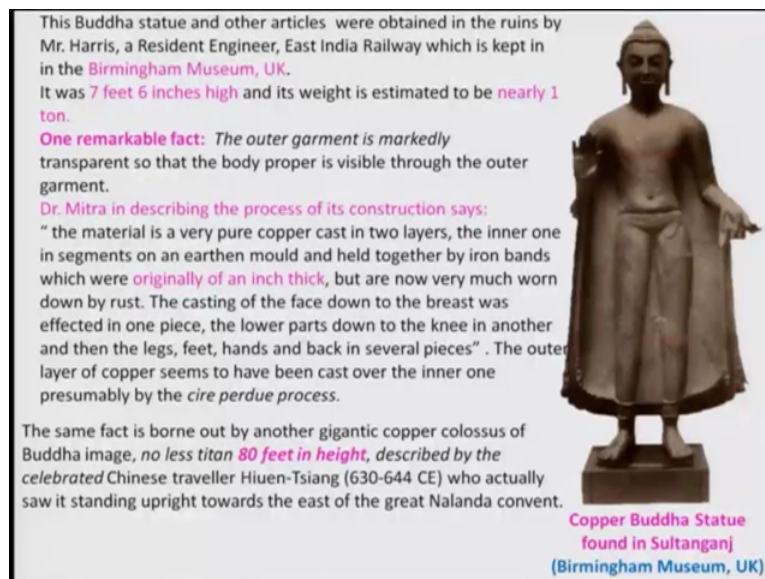 This Buddha statue and other articles were obtained in the ruins by
Mr. Harris, a Resident Engineer, East India Railway which is kept in
in the Birmingham Museum, UK.
It was 7 feet 6 inches high and its weight is estimated to be nearly 1
ton.
One remarkable fact: The outer garment is markedly
transparent so that the body proper is visible through the outer
garment.
Dr. Mitra in describing the process of its construction says:
“ the material is a very pure copper cast in two layers, the inner one
in segments on an earthen mould and held together by iron bands
which were originally of an inch thick, but are now very much worn
down by rust. The casting of the face down to the breast was
effected in one piece, the lower parts down to the knee in another
and then the legs, feet, hands and back in several pieces” . The outer
layer of copper seems to have been cast over the inner one
presumably by the cire perdue process.
The same fact is borne out by another gigantic copper colossus of
Buddha image, no less titan 80 feet in height, described by the
celebrated Chinese traveller Hiuen-Tsiang (630-644 CE) who actually
saw it standing upright towards the east of the great Nalanda convent.
Copper Buddha Statue
found in Sultanganj
(Birmingham Museum, UK)